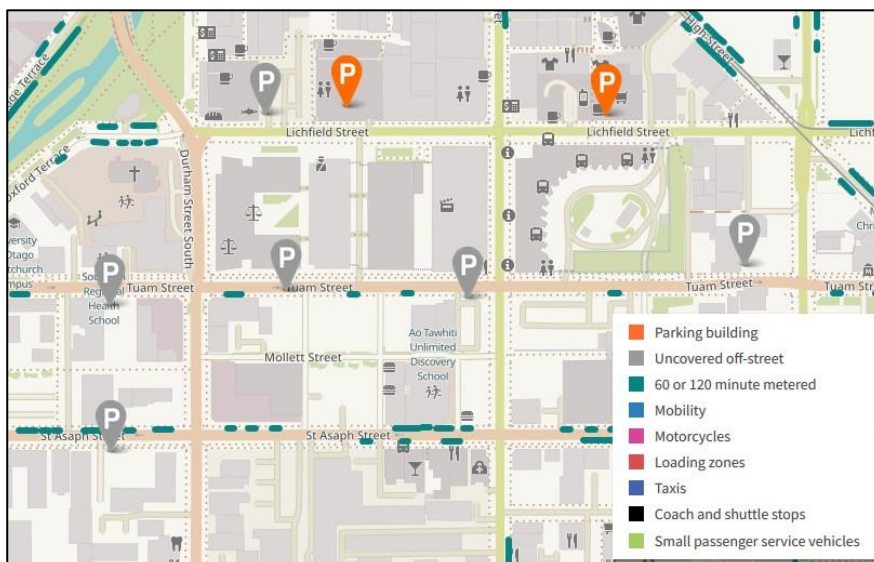 High Street
P
P
P
Lichfield Street
Lichfield Street
Oxford Terrace
Durham Street South
P
P
P
P
Tuam Street
Tuam Street
Tuam Street
Regional
Health
School
Mollett Street
Ao Tawhiti
Unlimited
Discovery
School
P
St Asaph Street
St Asaph Street
Parking building
Uncovered off-street
60 or 120 minute metered
Mobility
Motorcycles
Loading zones
Taxis
Coach and shuttle stops
Small passenger service vehicles